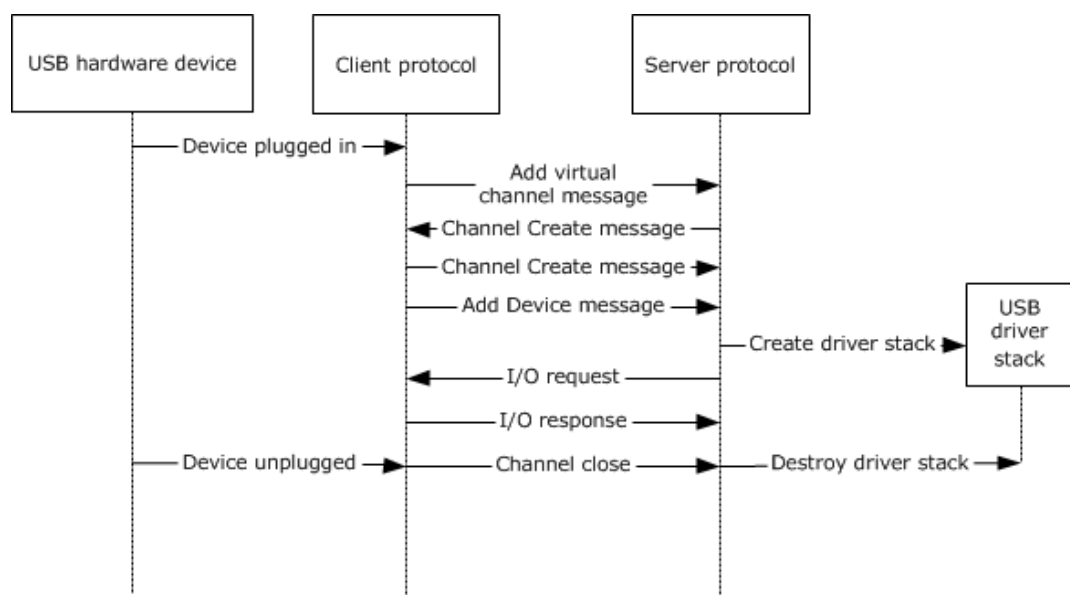 USB hardware device
Client protocol
Server protocol
Device plugged in
Add virtual
channel message
Channel Create message
Channel Create message
Add Device message
USB
driver
stack
Create driver stack
I/O request
I/O response
Device unplugged
Channel close
Destroy driver stack